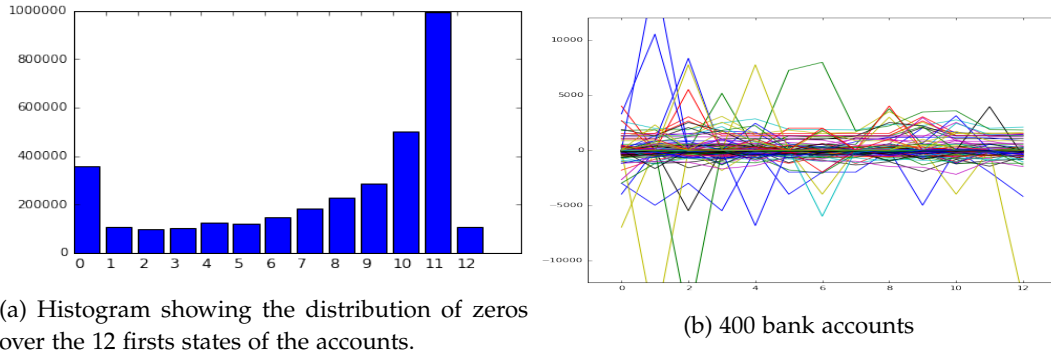 1000000
800000
600000
400000
200000
0
0 1 2 3 4 5 6 7 8 9 10 11 12
(a) Histogram showing the distribution of zeros
over the 12 firsts states of the accounts.
10000
5000
0
−5000
−10000
0 2 4 6 8 10 12
(b) 400 bank accounts